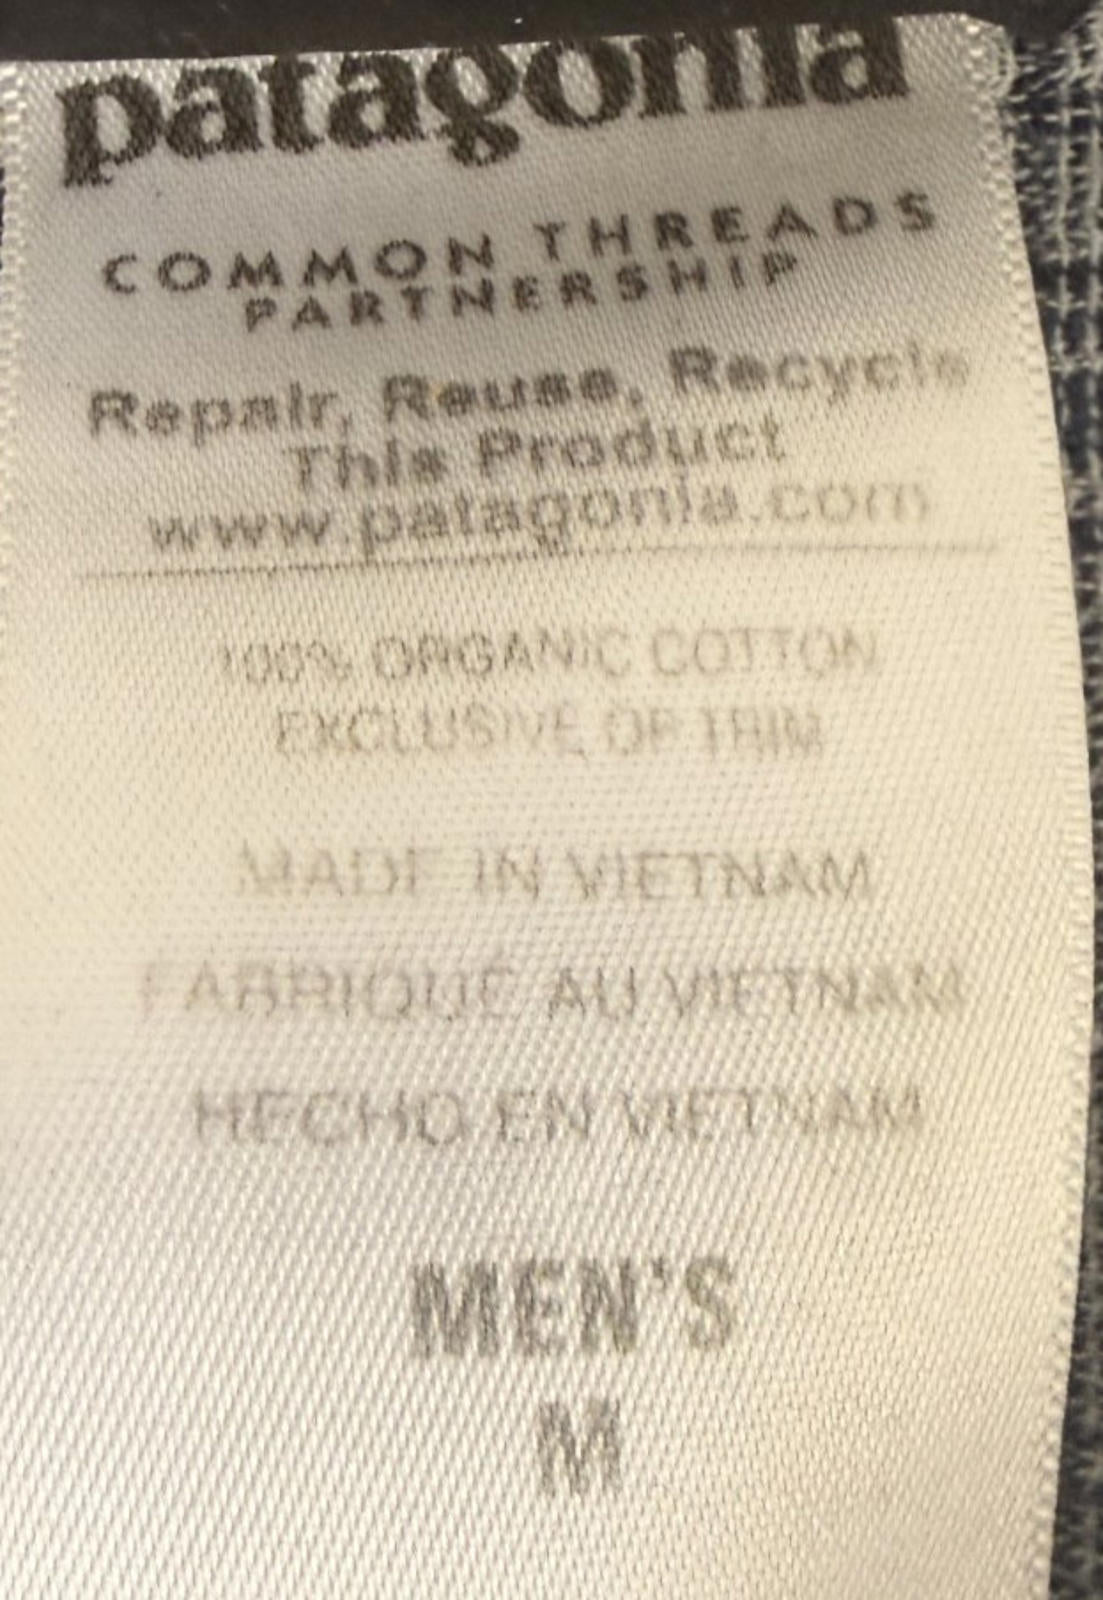 patagonia
COMMON THREADS
PARTNERSHIP
Repair, Reuse, Recycle
This Product
www.patagonia.com
100% ORGANIC COTTON
EXCLUSIVE OF TRIM
MADE IN VIETNAM
FABRIQUÉ AU VIETNAM
HECHO EN VIETNAM
MEN'S
M